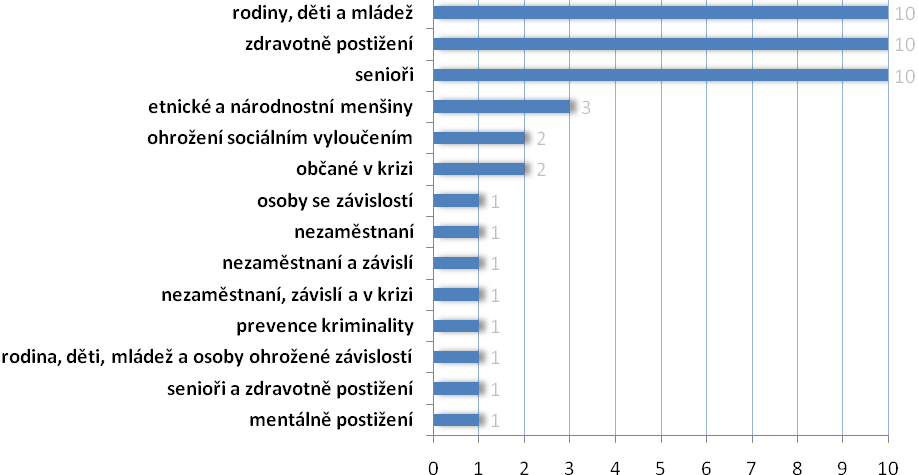 rodiny, děti a mládež 10
zdravotně postižení 10
senioři 10
etnické a národnostní menšiny 3
ohrožení sociálním vyloučením 2
občané v krizi 2
osoby se závislostí 1
nezaměstnaní 1
nezaměstnaní a závislí 1
nezaměstnaní, závislí a v krizi 1
prevence kriminality 1
rodina, děti, mládež a osoby ohrožené závislostí 1
senioři a zdravotně postižení 1
mentálně postižení 1
0 1 2 3 4 5 6 7 8 9 10